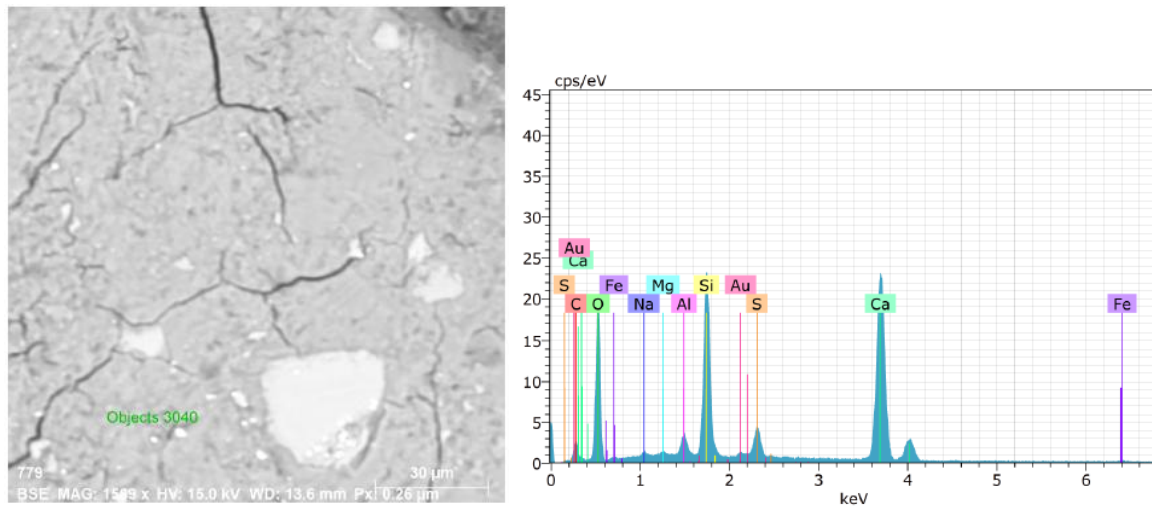 Objects 3040
779
30 µm
BSE MAG: 1599 x HV: 15.0 kV WD: 13.6 mm Px: 0.26 µm
cps/eV
45
40
35
30
25
20
15
10
5
0
Au
Ca
S
Fe
Mg
Si
Au
C
O
Na
Al
S
Ca
Fe
0
1
2
3
4
5
6
keV